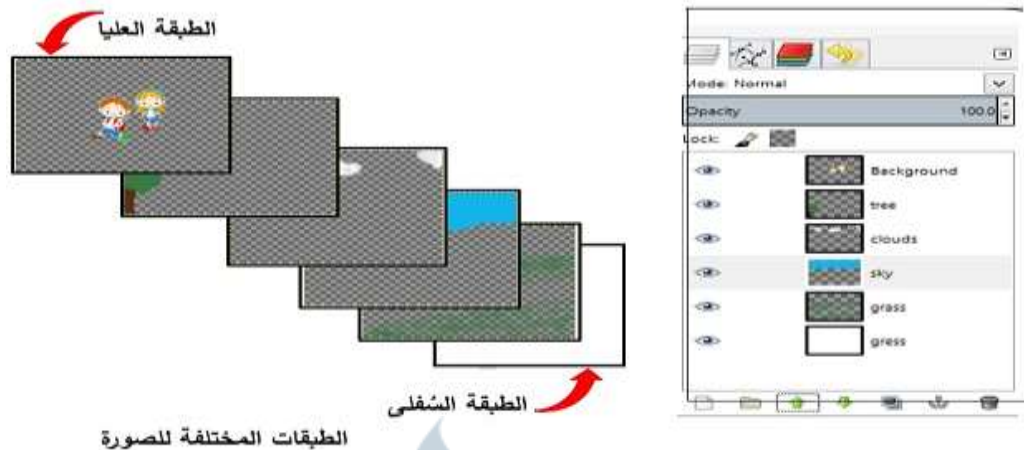 الطبقة العليا
الطبقة السُفلى
الطبقات المختلفة للصورة
Mode: Normal
Opacity 100.0
Lock:
Background
tree
clouds
sky
grass
gress